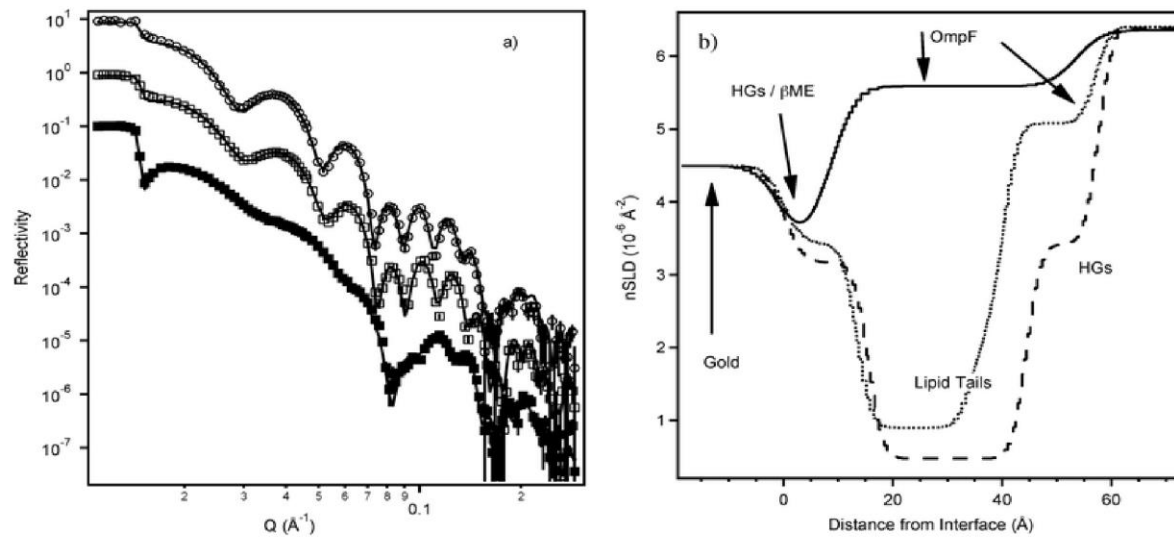 a)
10^1
10^0
10^-1
10^-2
10^-3
10^-4
10^-5
10^-6
10^-7
Reflectivity
2 3 4 5 6 7 8 9 0.1 2
Q (Å^-1)
b)
OmpF
HGs / βME
HGs
Gold
Lipid Tails
6
5
4
3
2
1
nSLD (10^-6 Å^-2)
0 20 40 60
Distance from Interface (Å)